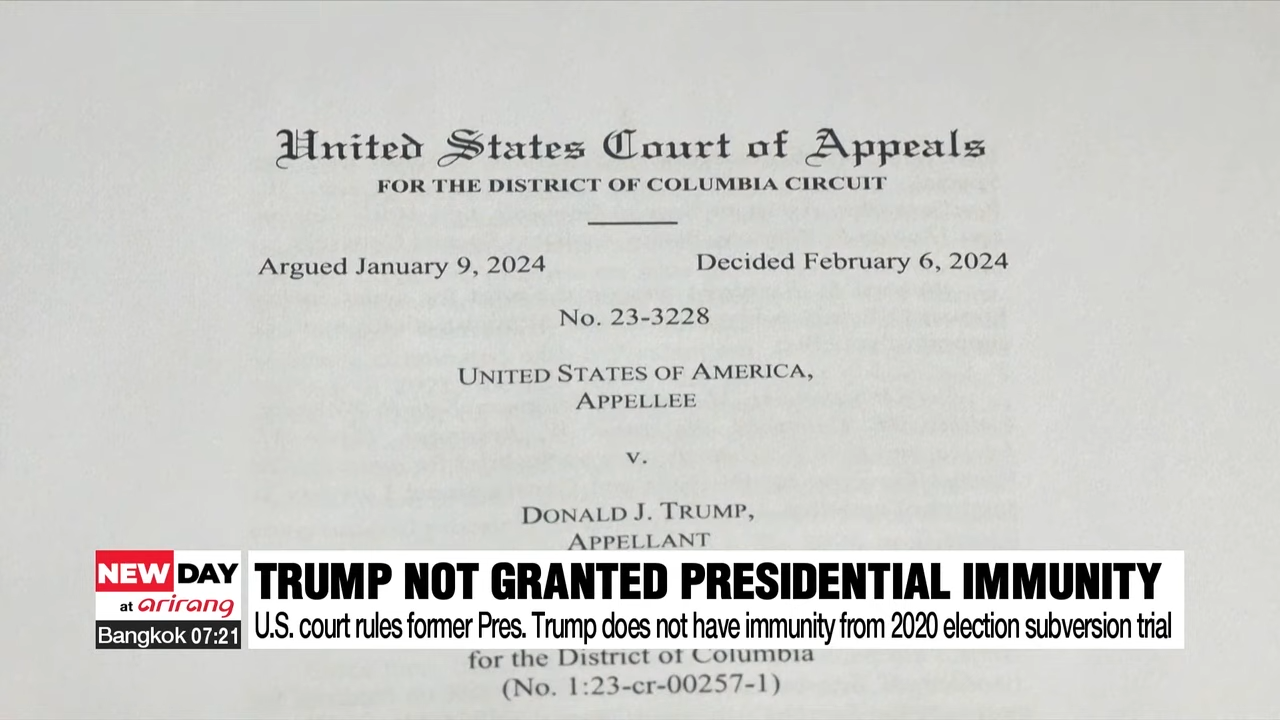 United States Court of Appeals
FOR THE DISTRICT OF COLUMBIA CIRCUIT
Argued January 9, 2024 Decided February 6, 2024
No. 23-3228
UNITED STATES OF AMERICA,
APPELLEE
v.
DONALD J. TRUMP,
APPELLANT
NEW DAY
at arirang
Bangkok 07:21
TRUMP NOT GRANTED PRESIDENTIAL IMMUNITY
U.S. court rules former Pres. Trump does not have immunity from 2020 election subversion trial
for the District of Columbia
(No. 1:23-cr-00257-1)